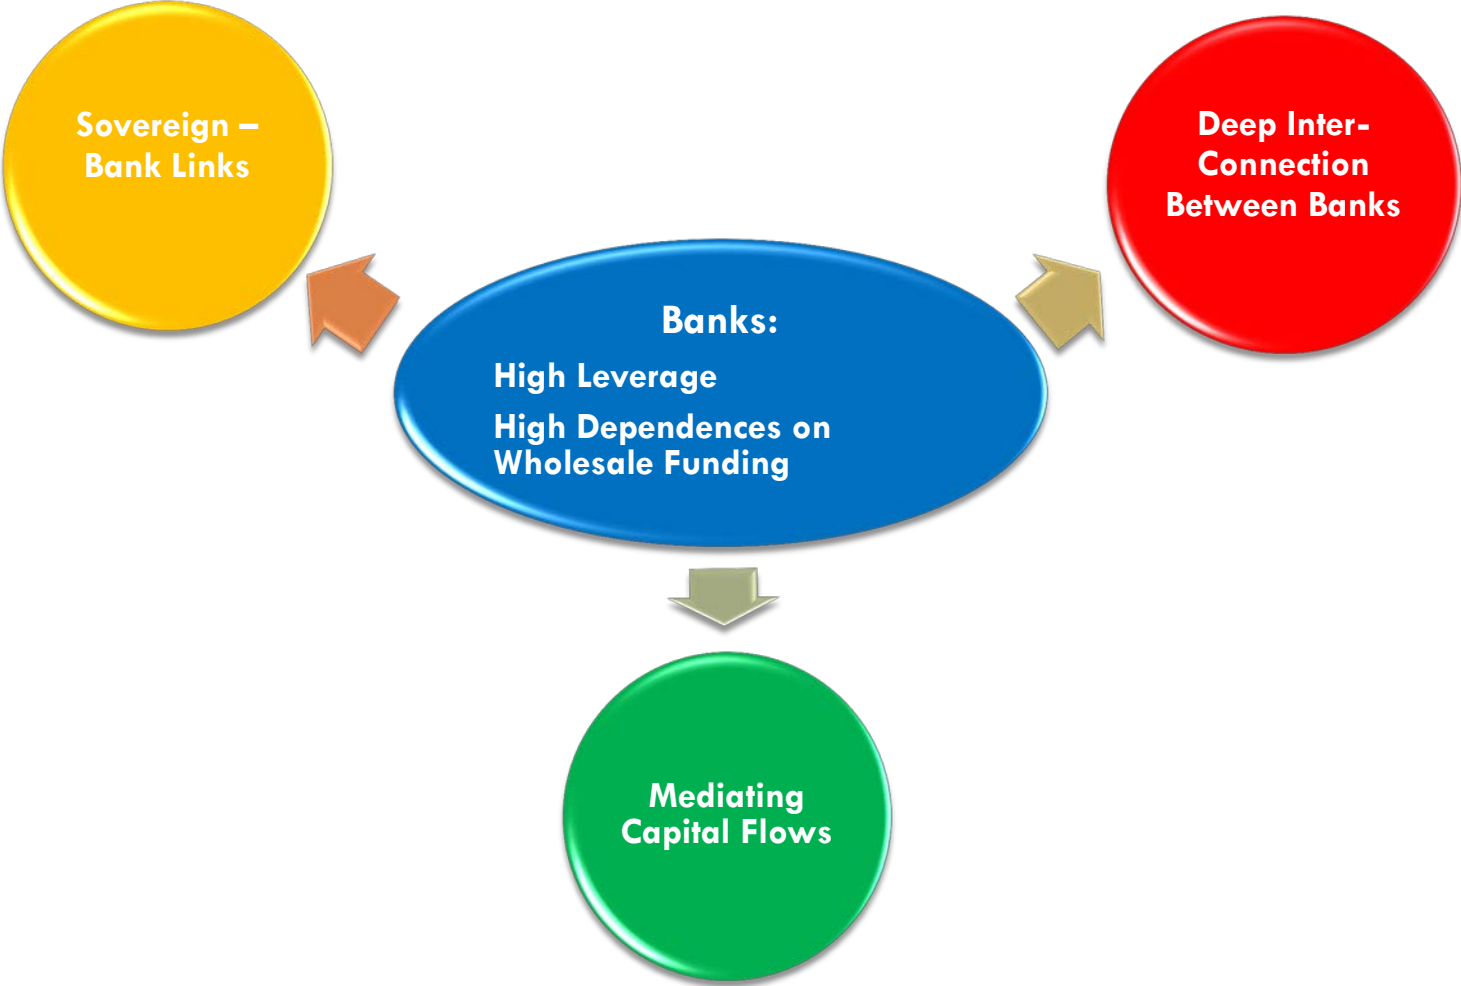 Sovereign –
Bank Links
Deep Inter-
Connection
Between Banks
Banks:
High Leverage
High Dependences on
Wholesale Funding
Mediating
Capital Flows